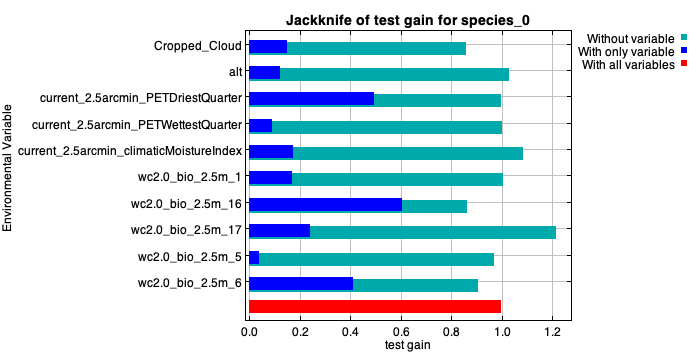 Jackknife of test gain for species_0
Without variable
With only variable
With all variables
Environmental Variable
Cropped_Cloud
alt
current_2.5arcmin_PETDriestQuarter
current_2.5arcmin_PETWettestQuarter
current_2.5arcmin_climaticMoistureIndex
wc2.0_bio_2.5m_1
wc2.0_bio_2.5m_16
wc2.0_bio_2.5m_17
wc2.0_bio_2.5m_5
wc2.0_bio_2.5m_6
0.0 0.2 0.4 0.6 0.8 1.0 1.2
test gain